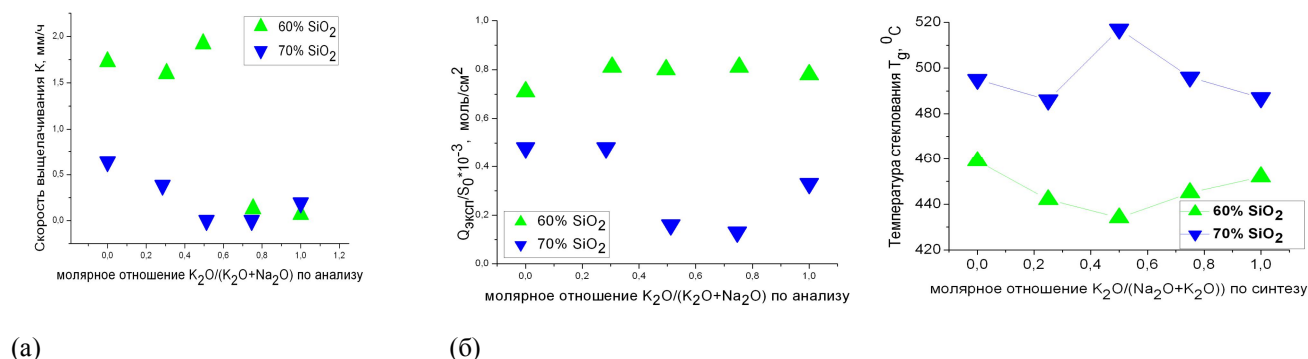 Скорость выщелачивания К, мм/ч
2,0
1,5
1,0
0,5
0,0
0,0 0,2 0,4 0,6 0,8 1,0 1,2
60% SiO2
70% SiO2
молярное отношение K2O/(K2O+Na2O) по анализу
(а)
Qэксп/S0*10-3, моль/см2
1,0
0,8
0,6
0,4
0,2
0,0
0,0 0,2 0,4 0,6 0,8 1,0
60% SiO2
70% SiO2
молярное отношение K2O/(K2O+Na2O) по анализу
(б)
Температура стеклования Tg, 0C
520
500
480
460
440
420
0,0 0,2 0,4 0,6 0,8 1,0
60% SiO2
70% SiO2
молярное отношение K2O/(Na2O+K2O)) по синтезу